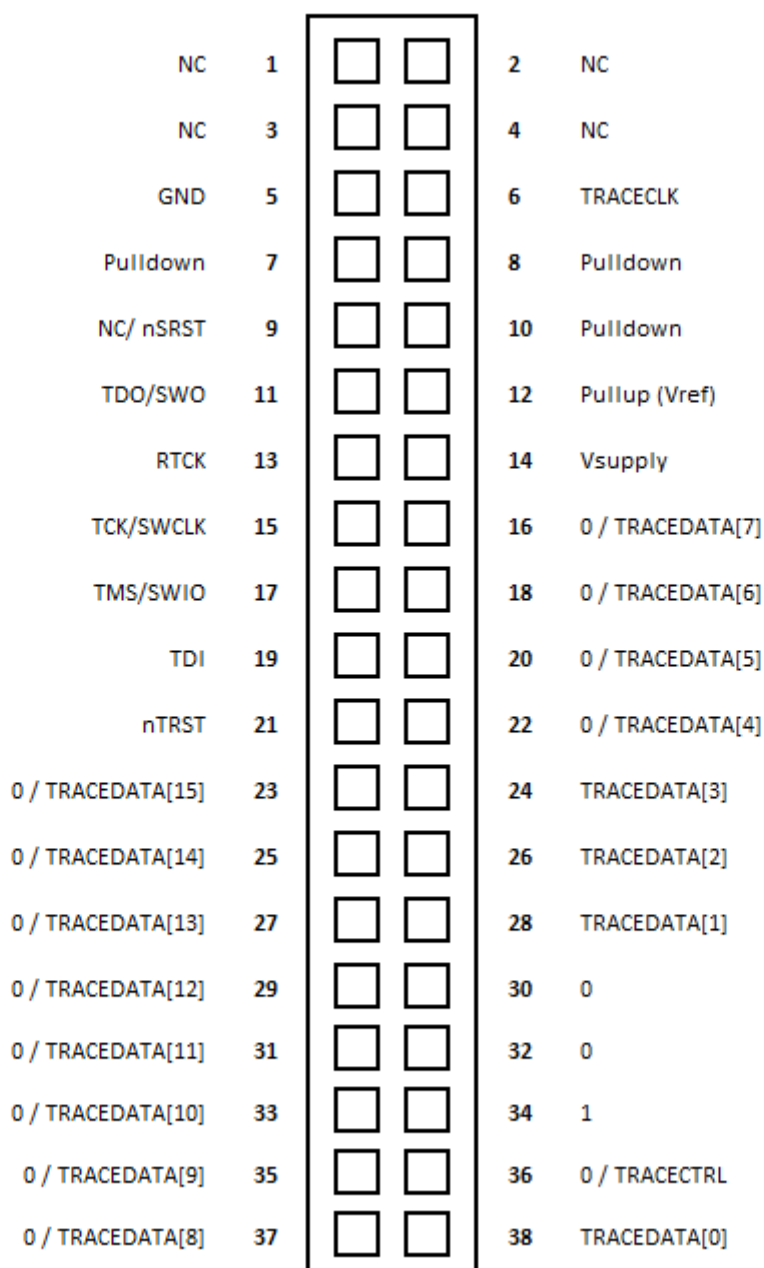 NC 1 2 NC
NC 3 4 NC
GND 5 6 TRACECLK
Pulldown 7 8 Pulldown
NC/ nSRST 9 10 Pulldown
TDO/SWO 11 12 Pullup (Vref)
RTCK 13 14 Vsupply
TCK/SWCLK 15 16 0 / TRACEDATA[7]
TMS/SWIO 17 18 0 / TRACEDATA[6]
TDI 19 20 0 / TRACEDATA[5]
nTRST 21 22 0 / TRACEDATA[4]
0 / TRACEDATA[15] 23 24 TRACEDATA[3]
0 / TRACEDATA[14] 25 26 TRACEDATA[2]
0 / TRACEDATA[13] 27 28 TRACEDATA[1]
0 / TRACEDATA[12] 29 30 0
0 / TRACEDATA[11] 31 32 0
0 / TRACEDATA[10] 33 34 1
0 / TRACEDATA[9] 35 36 0 / TRACECTRL
0 / TRACEDATA[8] 37 38 TRACEDATA[0]